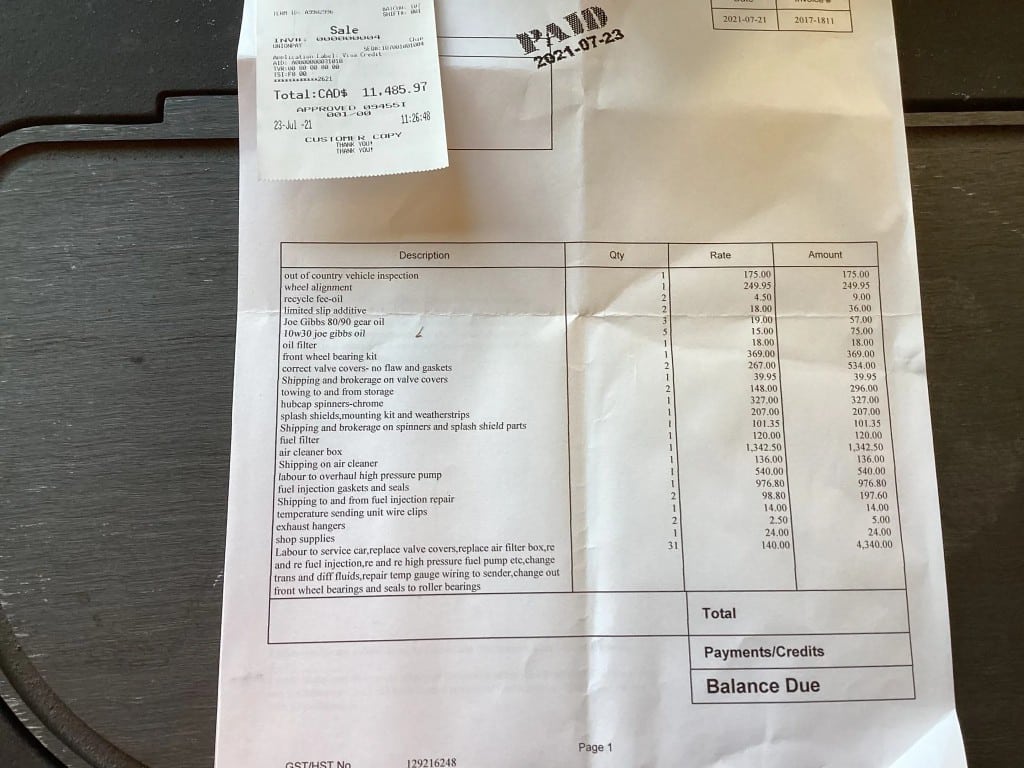 Sale
UNIONPAY
Chip
Application Label: Visa Credit
TSI:F8 00
************2621
Total:CAD$ 11,485.97
APPROVED 094551
001/00
23-Jul -21 11:26:48
CUSTOMER COPY
THANK YOU!
THANK YOU!
PAID
2021-07-23
2021-07-21 2017-1811
Description Qty Rate Amount
out of country vehicle inspection 1 175.00 175.00
wheel alignment 1 249.95 249.95
recycle fee-oil 2 4.50 9.00
limited slip additive 2 18.00 36.00
Joe Gibbs 80/90 gear oil 3 19.00 57.00
10w30 joe gibbs oil 5 15.00 75.00
oil filter 1 18.00 18.00
front wheel bearing kit 1 369.00 369.00
correct valve covers- no flaw and gaskets 2 267.00 534.00
Shipping and brokerage on valve covers 1 39.95 39.95
towing to and from storage 2 148.00 296.00
hubcap spinners-chrome 1 327.00 327.00
splash shields,mounting kit and weatherstrips 1 207.00 207.00
Shipping and brokerage on spinners and splash shield parts 1 101.35 101.35
fuel filter 1 120.00 120.00
air cleaner box 1 1,342.50 1,342.50
Shipping on air cleaner 1 136.00 136.00
labour to overhaul high pressure pump 1 540.00 540.00
fuel injection gaskets and seals 1 976.80 976.80
Shipping to and from fuel injection repair 2 98.80 197.60
temperature sending unit wire clips 1 14.00 14.00
exhaust hangers 2 2.50 5.00
shop supplies 1 24.00 24.00
Labour to service car,replace valve covers,replace air filter box,re 31 140.00 4,340.00
and re fuel injection,re and re high pressure fuel pump etc,change
trans and diff fluids,repair temp gauge wiring to sender,change out
front wheel bearings and seals to roller bearings
Total
Payments/Credits
Balance Due
Page 1
GST/HST No. 129216248